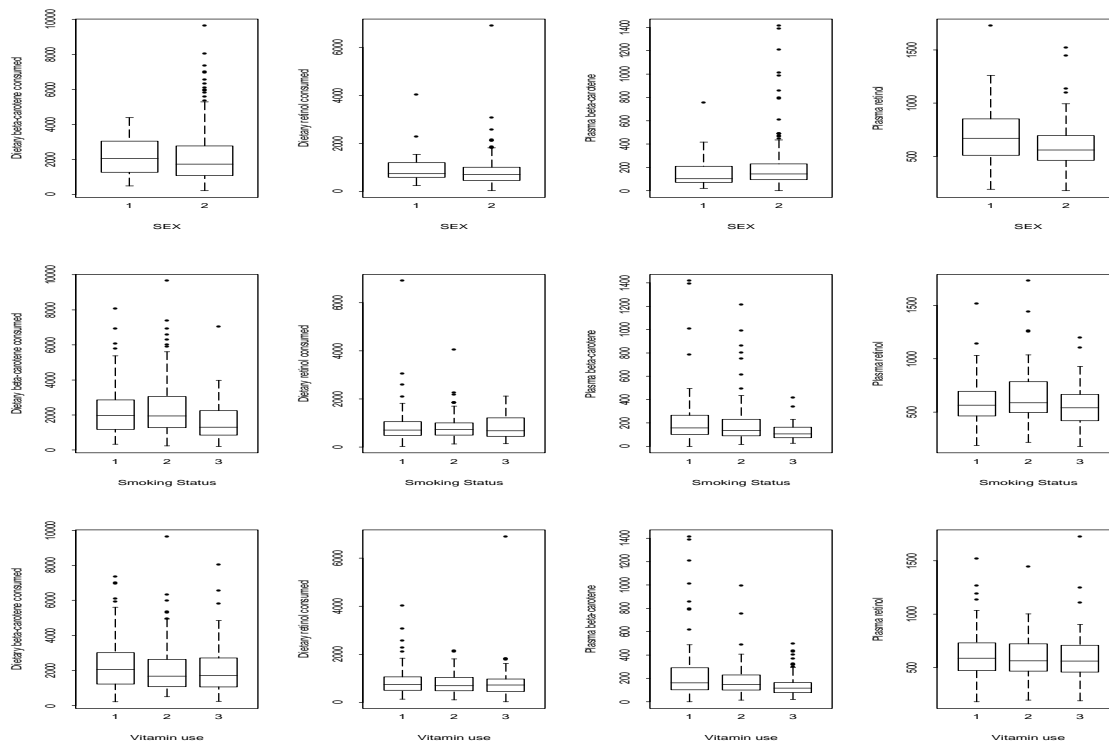 Dietary beta-carotene consumed
0 2000 4000 6000 8000 10000
1 2
SEX
Dietary retinol consumed
0 2000 4000 6000
1 2
SEX
Plasma beta-carotene
0 200 400 600 800 1000 1200 1400
1 2
SEX
Plasma retinol
500 1000 1500
1 2
SEX
Dietary beta-carotene consumed
0 2000 4000 6000 8000 10000
1 2 3
Smoking Status
Dietary retinol consumed
0 2000 4000 6000
1 2 3
Smoking Status
Plasma beta-carotene
0 200 400 600 800 1000 1200 1400
1 2 3
Smoking Status
Plasma retinol
500 1000 1500
1 2 3
Smoking Status
Dietary beta-carotene consumed
0 2000 4000 6000 8000 10000
1 2 3
Vitamin use
Dietary retinol consumed
0 2000 4000 6000
1 2 3
Vitamin use
Plasma beta-carotene
0 200 400 600 800 1000 1200 1400
1 2 3
Vitamin use
Plasma retinol
500 1000 1500
1 2 3
Vitamin use